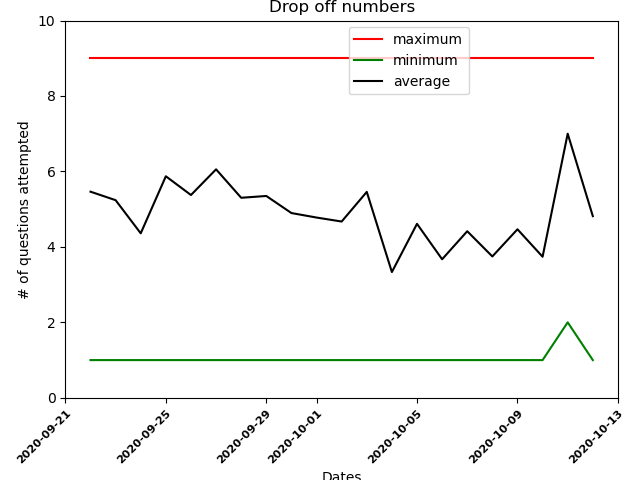 Drop off numbers
maximum
minimum
average
# of questions attempted
10
8
6
4
2
0
2020-09-21
2020-09-25
2020-09-29
2020-10-01
2020-10-05
2020-10-09
2020-10-13
Dates